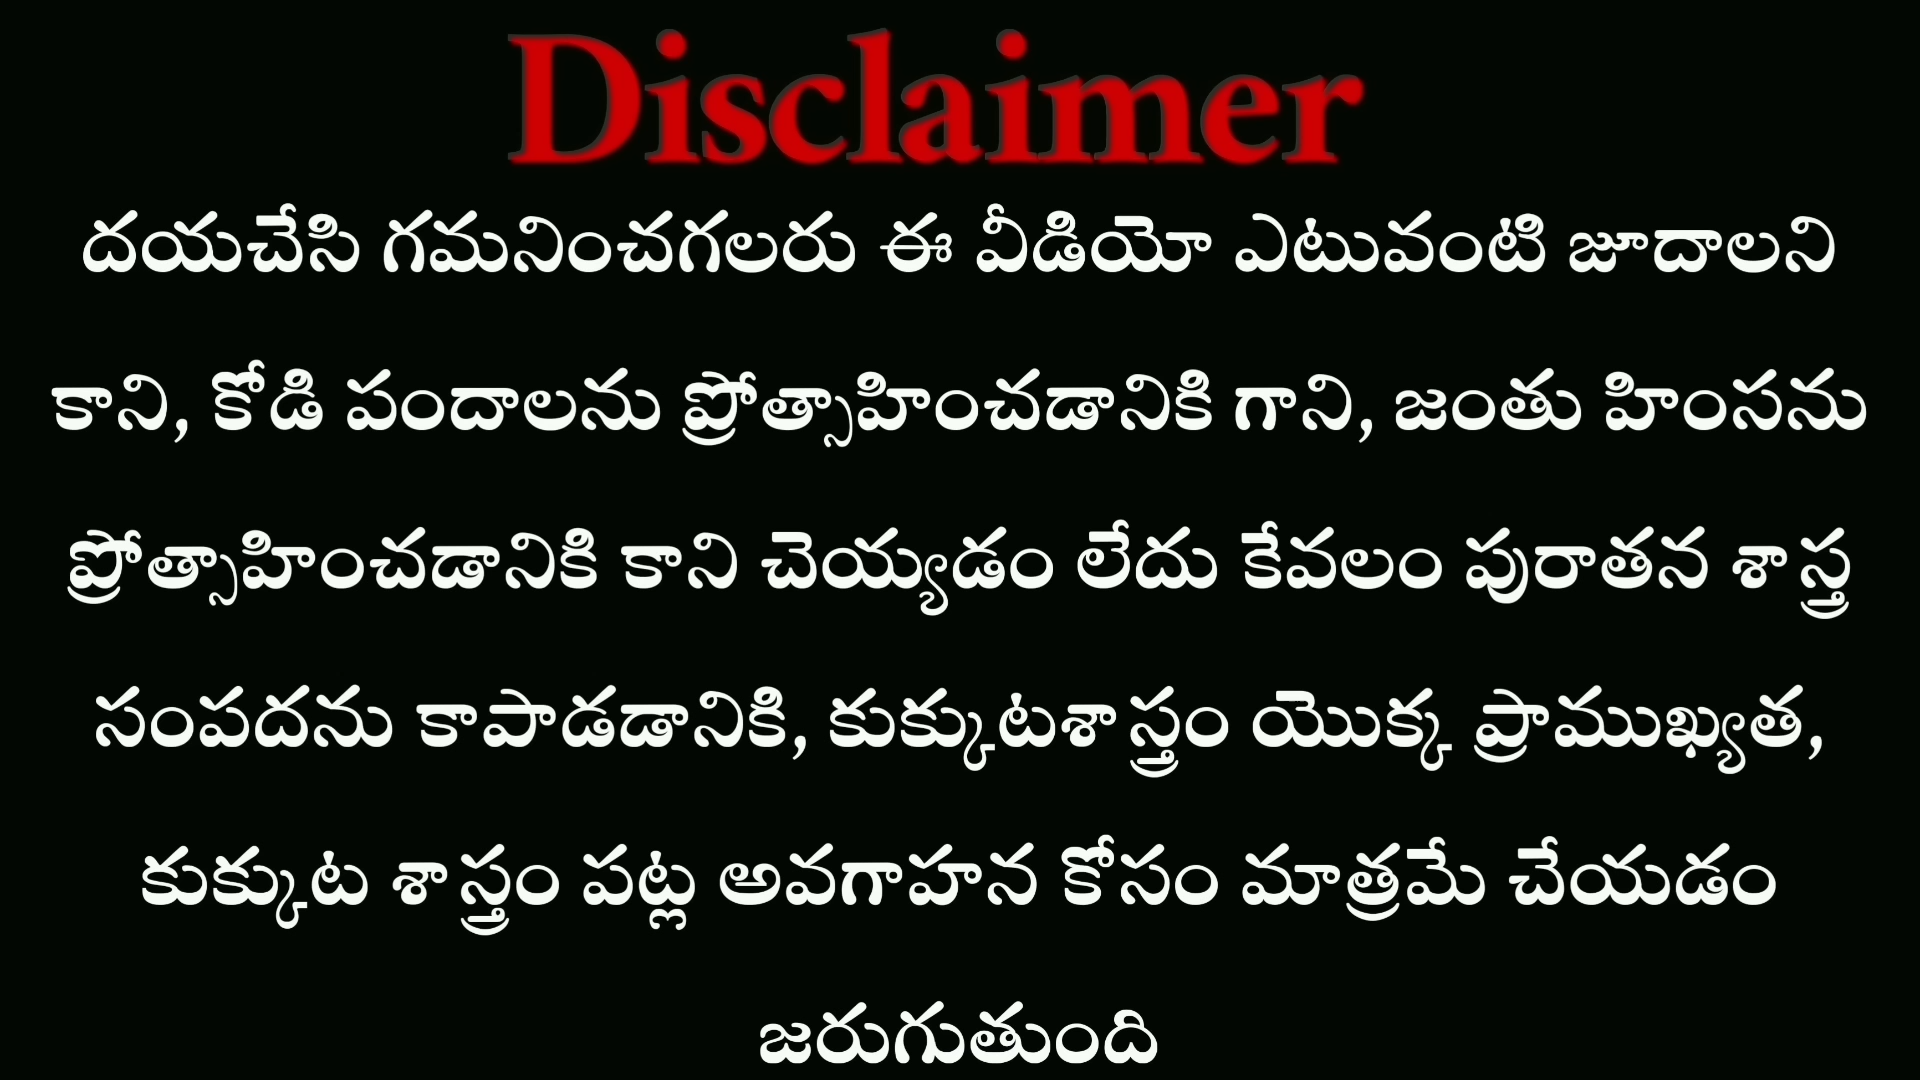 Disclaimer
దయచేసి గమనించగలరు ఈ వీడియో ఎటువంటి జూదాలని
కాని, కోడి పందాలను ప్రోత్సాహించడానికి గాని, జంతు హింసను
ప్రోత్సాహించడానికి కాని చెయ్యడం లేదు కేవలం పురాతన శాస్త్ర
సంపదను కాపాడడానికి, కుక్కుటశాస్త్రం యొక్క ప్రాముఖ్యత,
కుక్కుట శాస్త్రం పట్ల అవగాహన కోసం మాత్రమే చేయడం
జరుగుతుంది